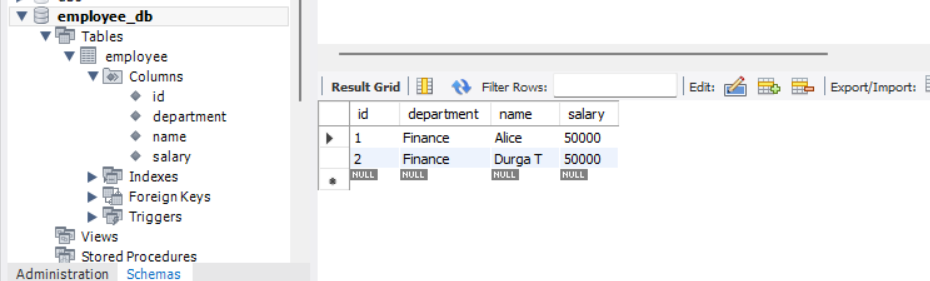 employee_db
Tables
employee
Columns
id
department
name
salary
Indexes
Foreign Keys
Triggers
Views
Stored Procedures
Administration Schemas
Result Grid Filter Rows: Edit: Export/Import:
id department name salary
1 Finance Alice 50000
2 Finance Durga T 50000
NULL NULL NULL NULL